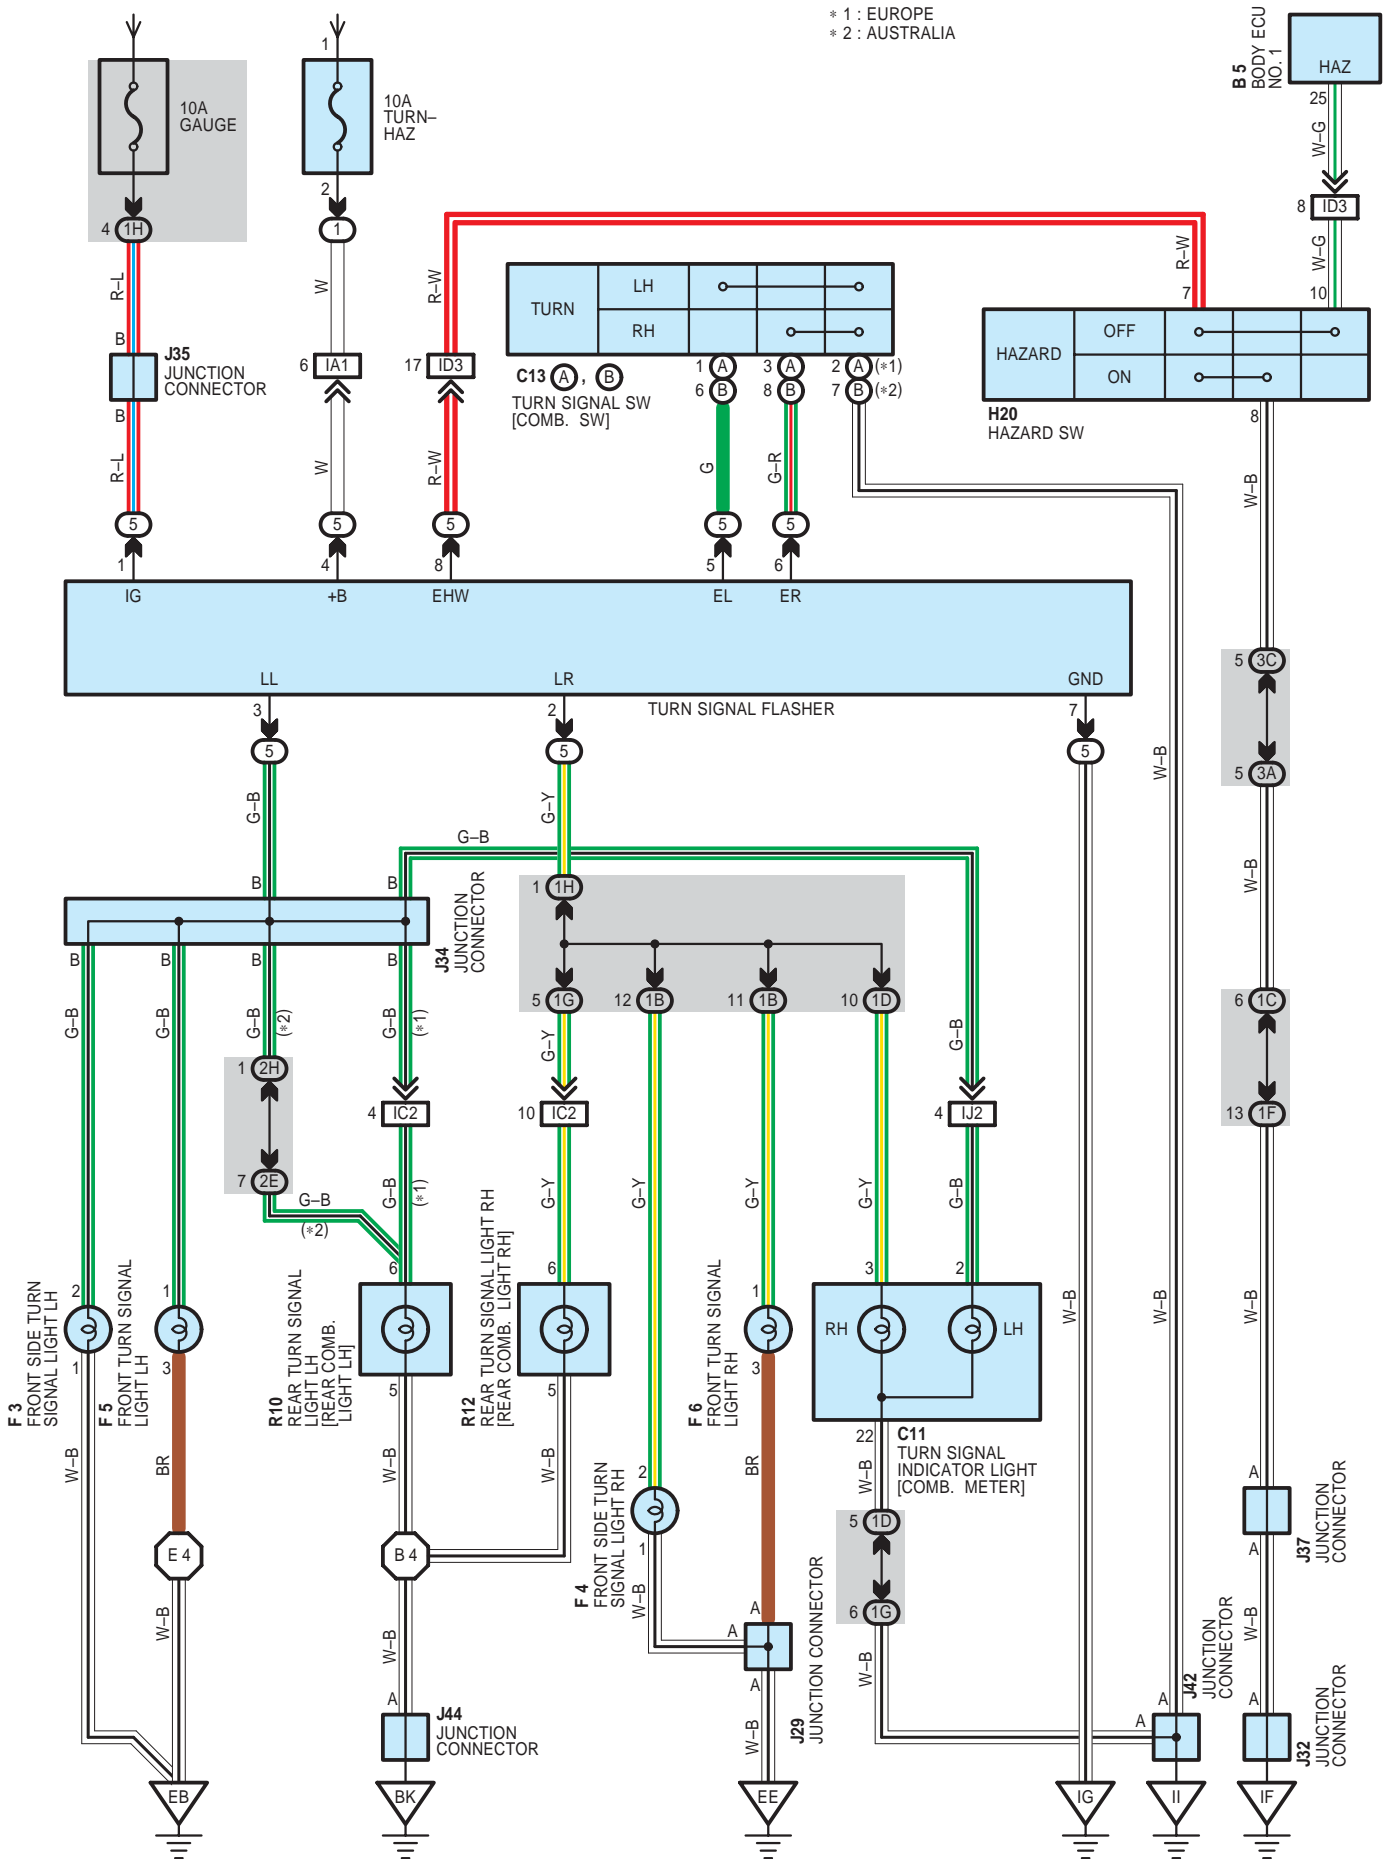 * 1 : EUROPE
* 2 : AUSTRALIA
B 5
BODY ECU
NO. 1
HAZ
25
W–G
8
ID3
W–G
10
10A
GAUGE
4
1H
R–L
B
J35
JUNCTION
CONNECTOR
B
R–L
5
1
IG
1
10A
TURN–
HAZ
2
1
W
6
IA1
W
5
4
+B
R–W
17
ID3
R–W
5
8
EHW
R–W
7
TURN
LH
RH
C13
A
,
B
TURN SIGNAL SW
[COMB. SW]
1
A
3
A
2
A
(*1)
6
B
8
B
7
B
(*2)
G
G–R
5
5
5
6
EL
ER
HAZARD
OFF
ON
H20
HAZARD SW
8
W–B
LL
LR
GND
TURN SIGNAL FLASHER
3
2
7
5
5
5
G–B
G–Y
W–B
5
3C
5
3A
W–B
G–B
B
B
J34
JUNCTION
CONNECTOR
B
B
B
B
G–B
G–B
G–B
(*2)
G–B
(*1)
1
1H
5
1G
12
1B
11
1B
10
1D
G–Y
G–B
1
2H
7
2E
G–B
(*2)
4
IC2
G–B
(*1)
10
IC2
G–Y
G–Y
G–Y
G–Y
4
IJ2
G–B
6
1C
13
1F
W–B
W–B
W–B
2
1
F 3
FRONT SIDE TURN
SIGNAL LIGHT LH
1
3
F 5
FRONT TURN SIGNAL
LIGHT LH
6
5
R10
REAR TURN SIGNAL
LIGHT LH
[REAR COMB.
LIGHT LH]
6
5
R12
REAR TURN SIGNAL LIGHT RH
[REAR COMB. LIGHT RH]
1
3
F 6
FRONT TURN SIGNAL
LIGHT RH
3
2
RH
LH
22
C11
TURN SIGNAL
INDICATOR LIGHT
[COMB. METER]
W–B
BR
W–B
W–B
BR
W–B
2
1
F 4
FRONT SIDE TURN
SIGNAL LIGHT RH
E 4
B 4
W–B
W–B
W–B
5
1D
6
1G
W–B
A
A
A
W–B
J29
JUNCTION CONNECTOR
A
J44
JUNCTION
CONNECTOR
A
A
J42
JUNCTION
CONNECTOR
A
A
J37
JUNCTION
CONNECTOR
W–B
A
J32
JUNCTION
CONNECTOR
EB
BK
EE
IG
II
IF